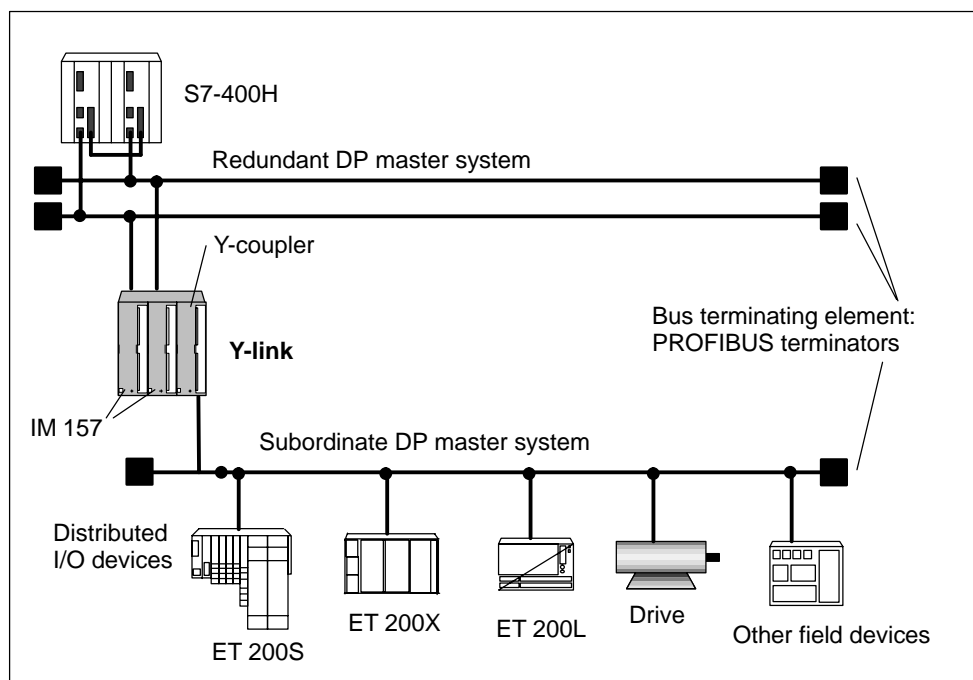 S7-400H
Redundant DP master system
Y-coupler
Bus terminating element:
PROFIBUS terminators
Y-link
IM 157
Subordinate DP master system
Distributed
I/O devices
ET 200S
ET 200X
ET 200L
Drive
Other field devices